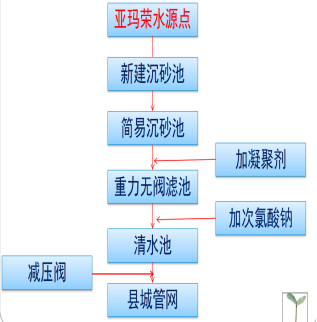 亚玛荣水源点
新建沉砂池
简易沉砂池
加凝聚剂
重力无阀滤池
加次氯酸钠
清水池
减压阀
县城管网